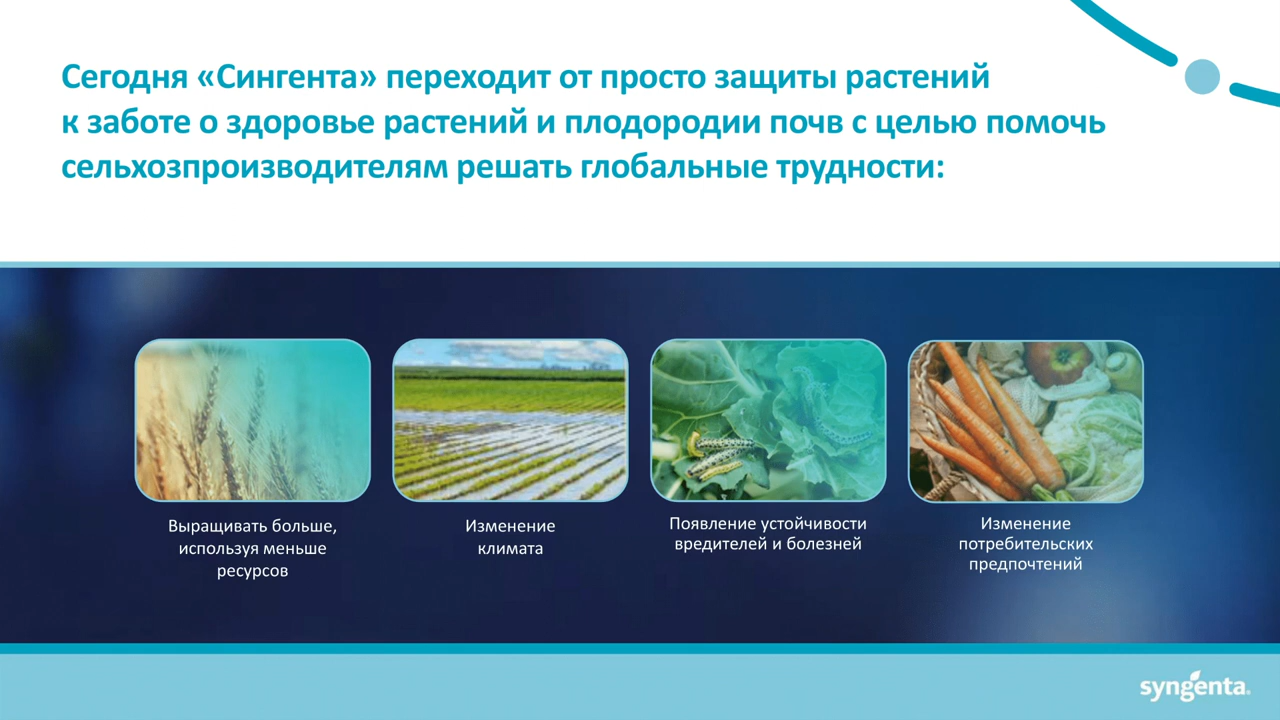 Сегодня «Сингента» переходит от просто защиты растений
к заботе о здоровье растений и плодородии почв с целью помочь
сельхозпроизводителям решать глобальные трудности:
Выращивать больше,
используя меньше
ресурсов
Изменение
климата
Появление устойчивости
вредителей и болезней
Изменение
потребительских
предпочтений
syngenta.